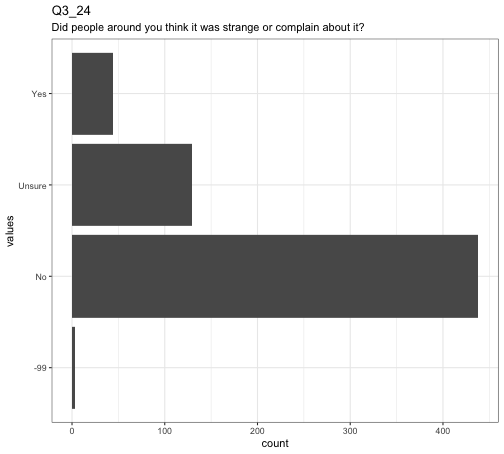 Q3_24
Did people around you think it was strange or complain about it?
Yes
Unsure
No
-99
values
0 100 200 300 400
count